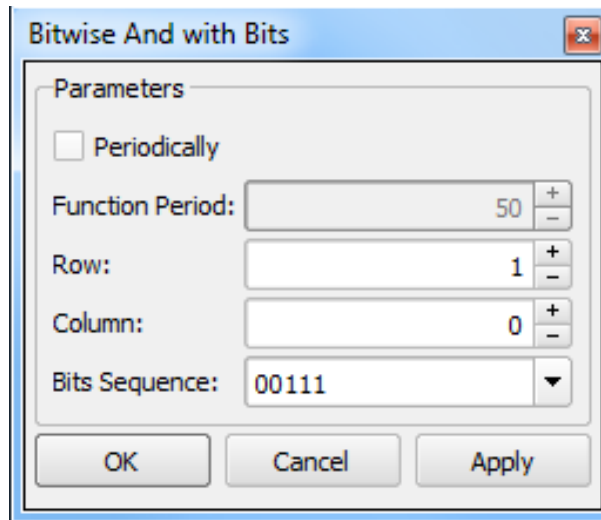 Bitwise And with Bits
Parameters
Periodically
Function Period: 50
Row: 1
Column: 0
Bits Sequence: 00111
OK Cancel Apply